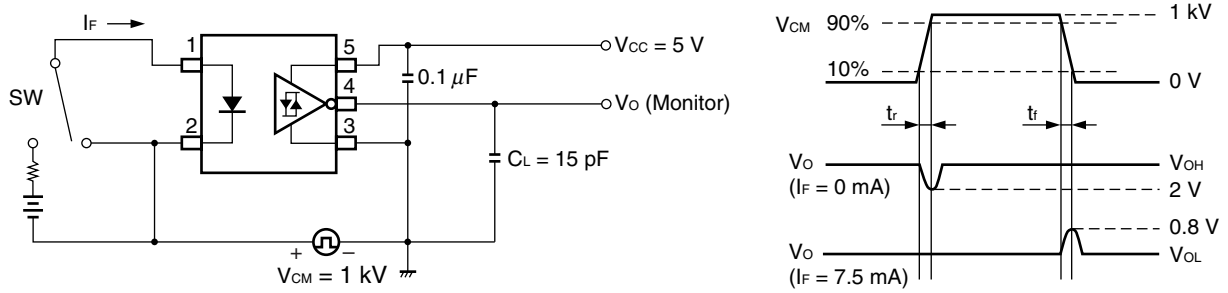 IF
1
5
VCC = 5 V
0.1 μF
4
VO (Monitor)
SW
2
3
CL = 15 pF
+
−
VCM = 1 kV
VCM 90%
1 kV
10%
0 V
tr
tf
VO
VOH
(IF = 0 mA)
2 V
0.8 V
VO
VOL
(IF = 7.5 mA)